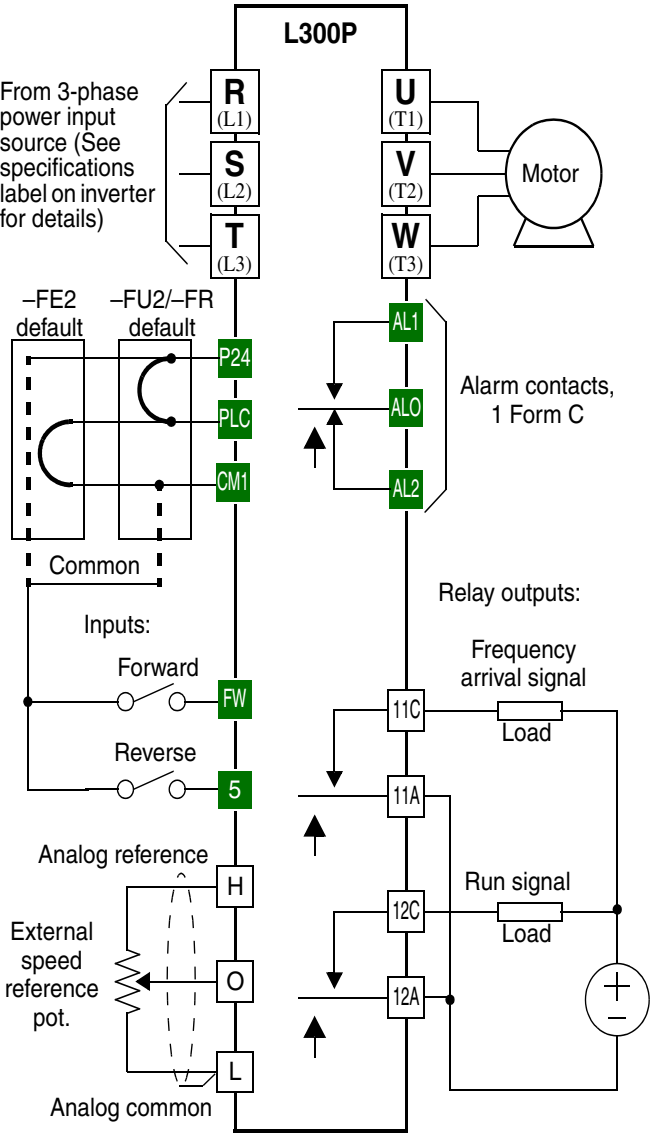 L300P
From 3-phase
power input
source (See
specifications
label on inverter
for details)
R
(L1)
S
(L2)
T
(L3)
U
(T1)
V
(T2)
W
(T3)
Motor
–FE2
default
–FU2/–FR
default
P24
PLC
CM1
AL1
AL0
AL2
Alarm contacts,
1 Form C
Common
Inputs:
Forward
FW
Reverse
5
Relay outputs:
Frequency
arrival signal
11C
Load
11A
Run signal
12C
Load
12A
+
–
Analog reference
H
External
speed
reference
pot.
O
L
Analog common